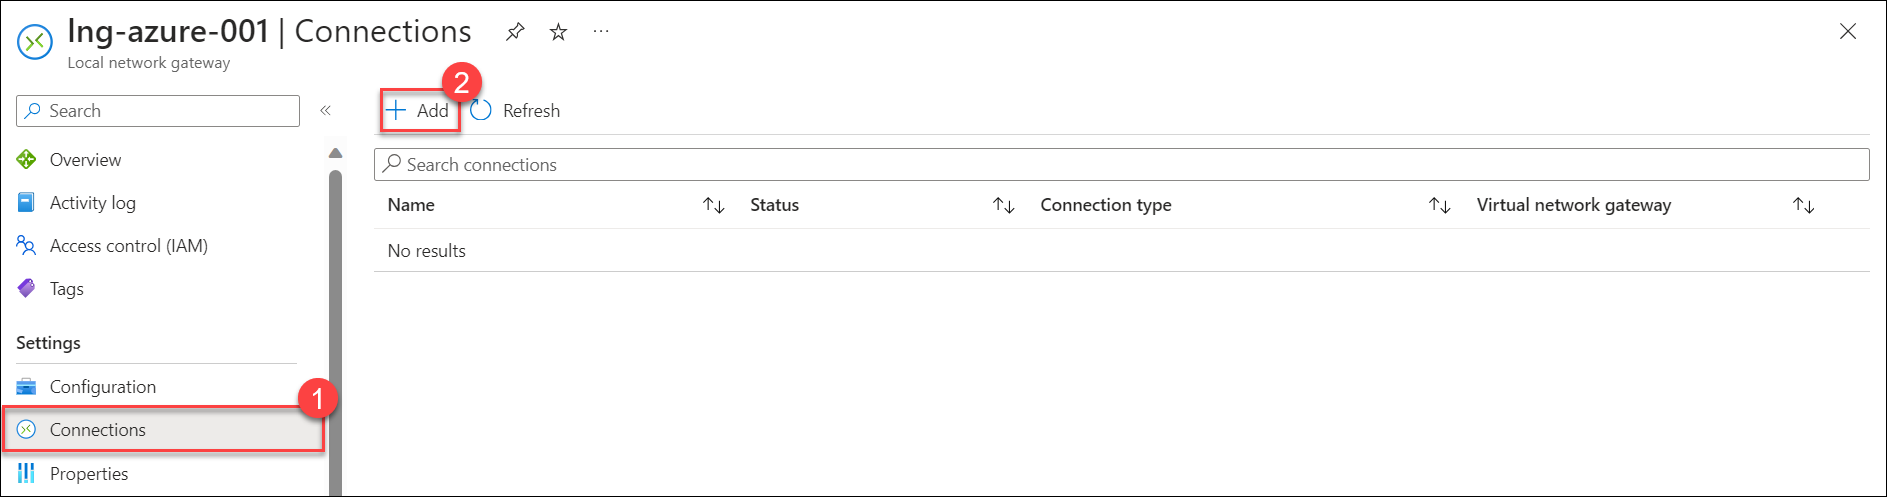 lng-azure-001 | Connections
Local network gateway
Search
Overview
Activity log
Access control (IAM)
Tags
Settings
Configuration
1
Connections
Properties
2
Add Refresh
Search connections
Name Status Connection type Virtual network gateway
No results